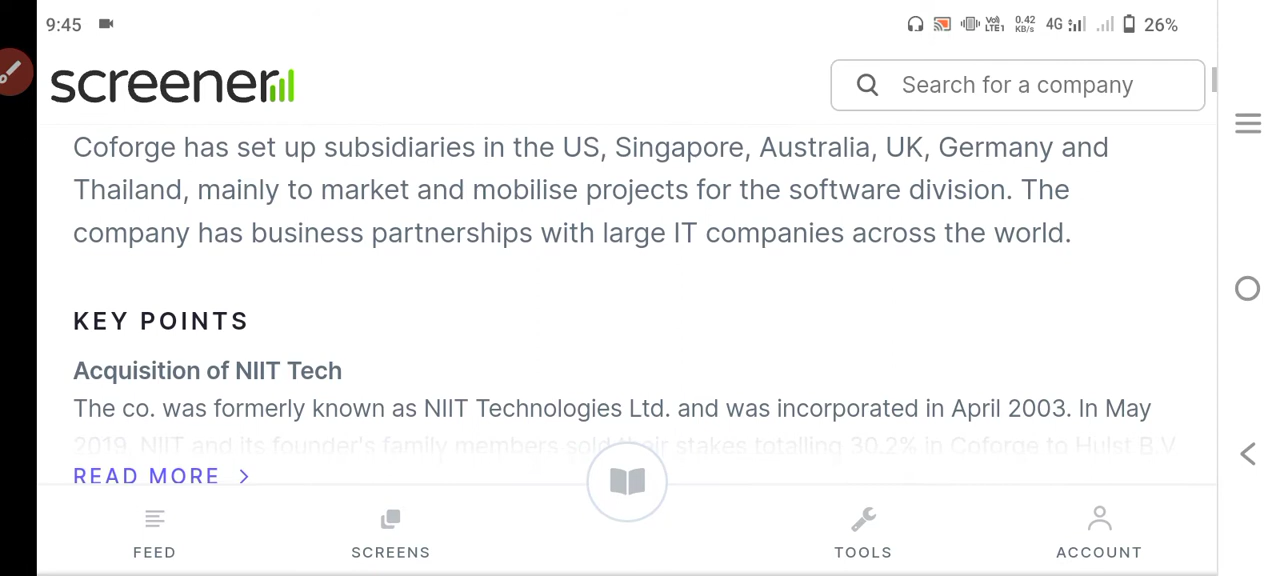 9:45 Vo) LTE1 0.42 KB/s 4G 26%
screener Search for a company
Coforge has set up subsidiaries in the US, Singapore, Australia, UK, Germany and
Thailand, mainly to market and mobilise projects for the software division. The
company has business partnerships with large IT companies across the world.
KEY POINTS
Acquisition of NIIT Tech
The co. was formerly known as NIIT Technologies Ltd. and was incorporated in April 2003. In May
2019, NIIT and its founder's family members sold their stakes totalling 30.2% in Coforge to Hulst B.V
READ MORE
FEED SCREENS TOOLS ACCOUNT